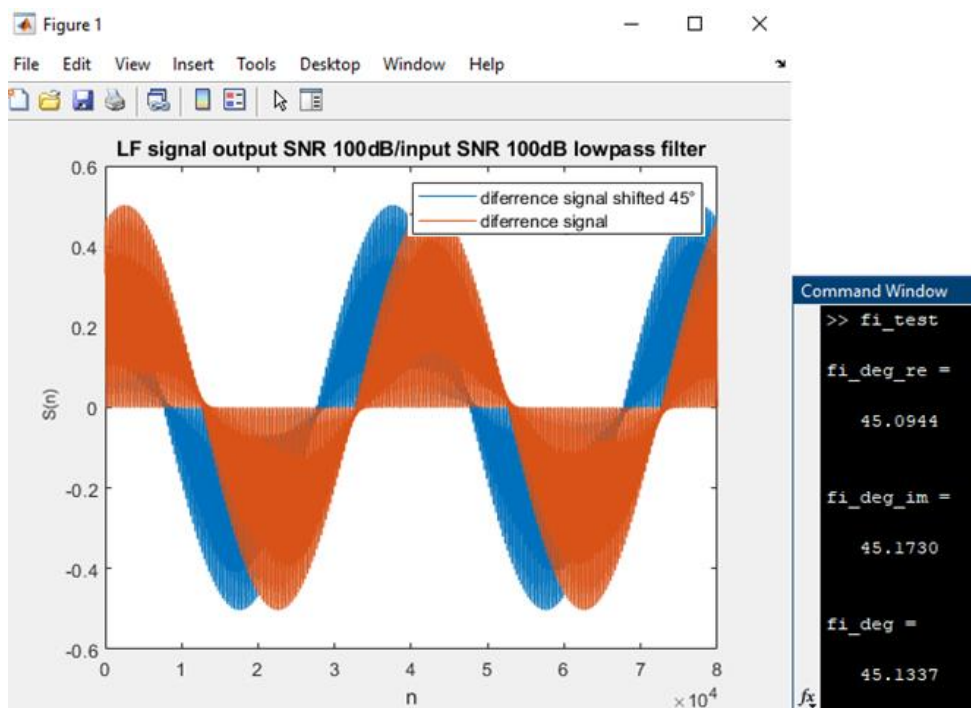 Figure 1
File Edit View Insert Tools Desktop Window Help
LF signal output SNR 100dB/input SNR 100dB lowpass filter
diferrence signal shifted 45°
diferrence signal
0.6
0.4
0.2
0
-0.2
-0.4
-0.6
S(n)
0 1 2 3 4 5 6 7 8
n
×10⁴
Command Window
>> fi_test
fi_deg_re =
45.0944
fi_deg_im =
45.1730
fi_deg =
45.1337
fx